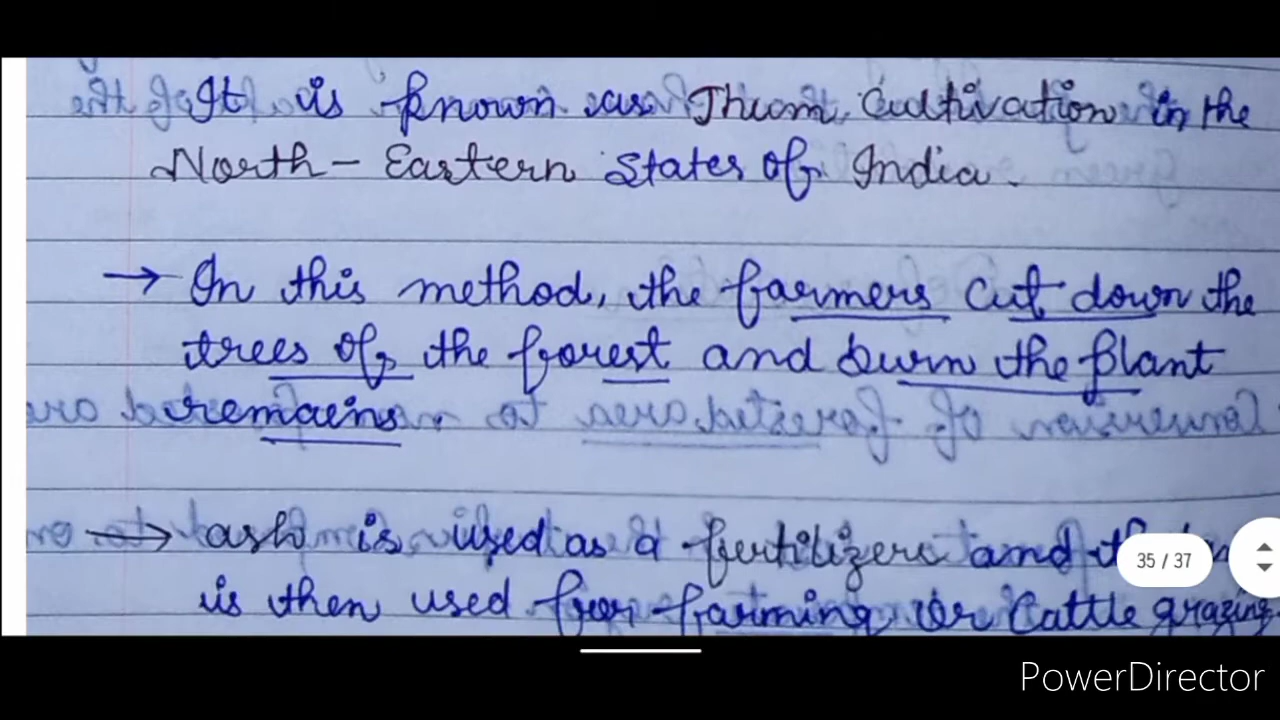 It is known as Jhum Cultivation in the
North - Eastern States of India.
→ In this method, the farmers cut down the
trees of the forest and burn the plant
remains.
→ ash is used as a fertilizer and the
is then used for farming or Cattle grazing
35 / 37
PowerDirector